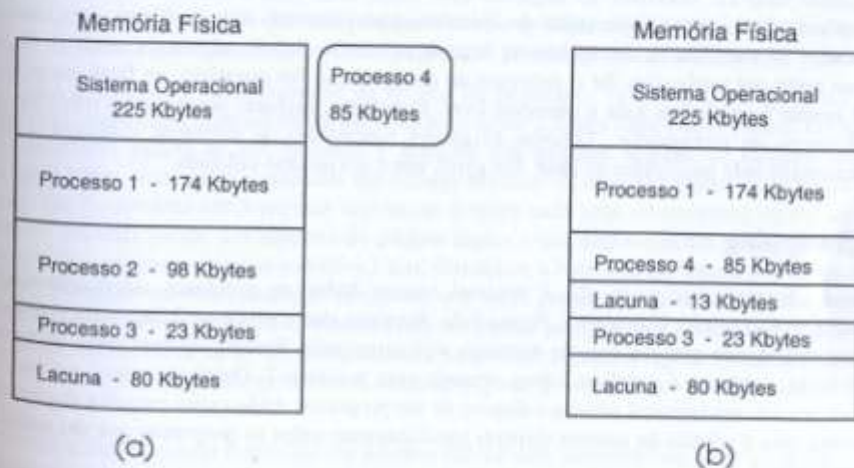 Memória Física
Sistema Operacional
225 Kbytes
Processo 1 - 174 Kbytes
Processo 2 - 98 Kbytes
Processo 3 - 23 Kbytes
Lacuna - 80 Kbytes
(a)
Processo 4
85 Kbytes
Memória Física
Sistema Operacional
225 Kbytes
Processo 1 - 174 Kbytes
Processo 4 - 85 Kbytes
Lacuna - 13 Kbytes
Processo 3 - 23 Kbytes
Lacuna - 80 Kbytes
(b)